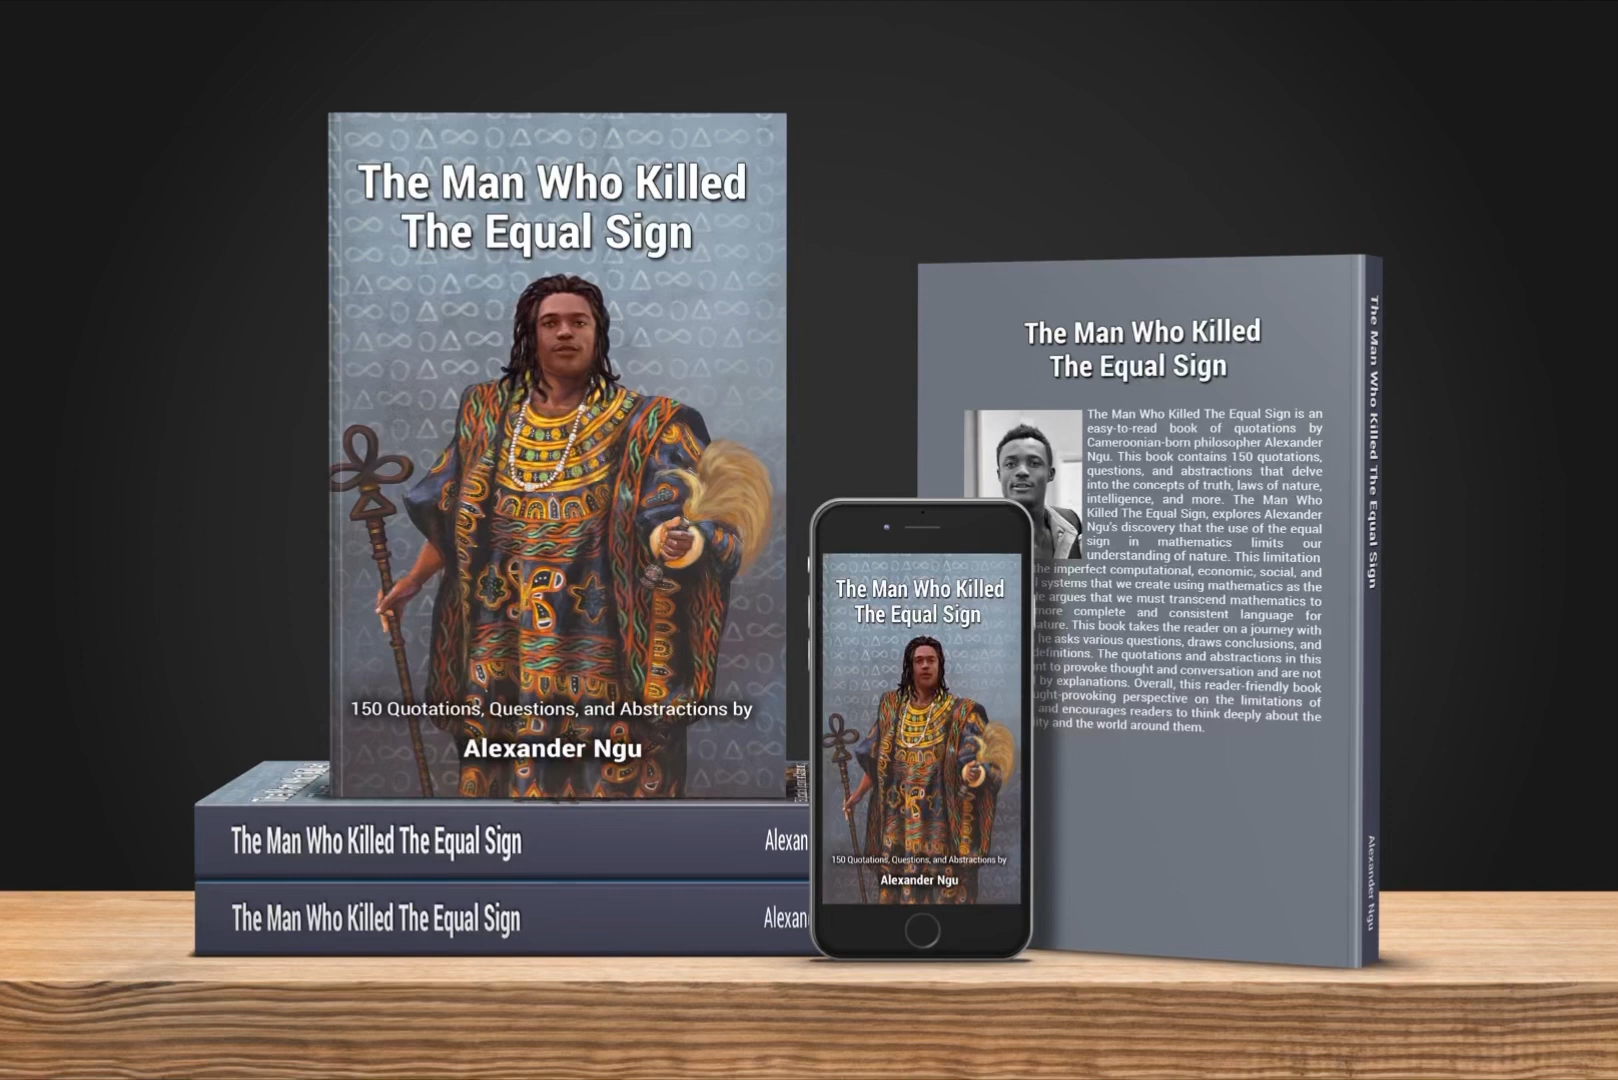 The Man Who Killed
The Equal Sign
150 Quotations, Questions, and Abstractions by
Alexander Ngu
The Man Who Killed The Equal Sign
Alexan
The Man Who Killed The Equal Sign
Alexan
The Man Who Killed
The Equal Sign
150 Quotations, Questions, and Abstractions by
Alexander Ngu
The Man Who Killed
The Equal Sign
The Man Who Killed The Equal Sign is an
easy-to-read book of quotations by
Cameroonian-born philosopher Alexander
Ngu. This book contains 150 quotations,
questions, and abstractions that delve
into the concepts of truth, laws of nature,
intelligence, and more. The Man Who
Killed The Equal Sign, explores Alexander
Ngu's discovery that the use of the equal
sign in mathematics limits our
understanding of nature. This limitation
the imperfect computational, economic, social, and
systems that we create using mathematics as the
argues that we must transcend mathematics to
more complete and consistent language for
ature. This book takes the reader on a journey with
he asks various questions, draws conclusions, and
definitions. The quotations and abstractions in this
nt to provoke thought and conversation and are not
by explanations. Overall, this reader-friendly book
ught-provoking perspective on the limitations of
and encourages readers to think deeply about the
ity and the world around them.
The Man Who Killed The Equal Sign
Alexander Ngu